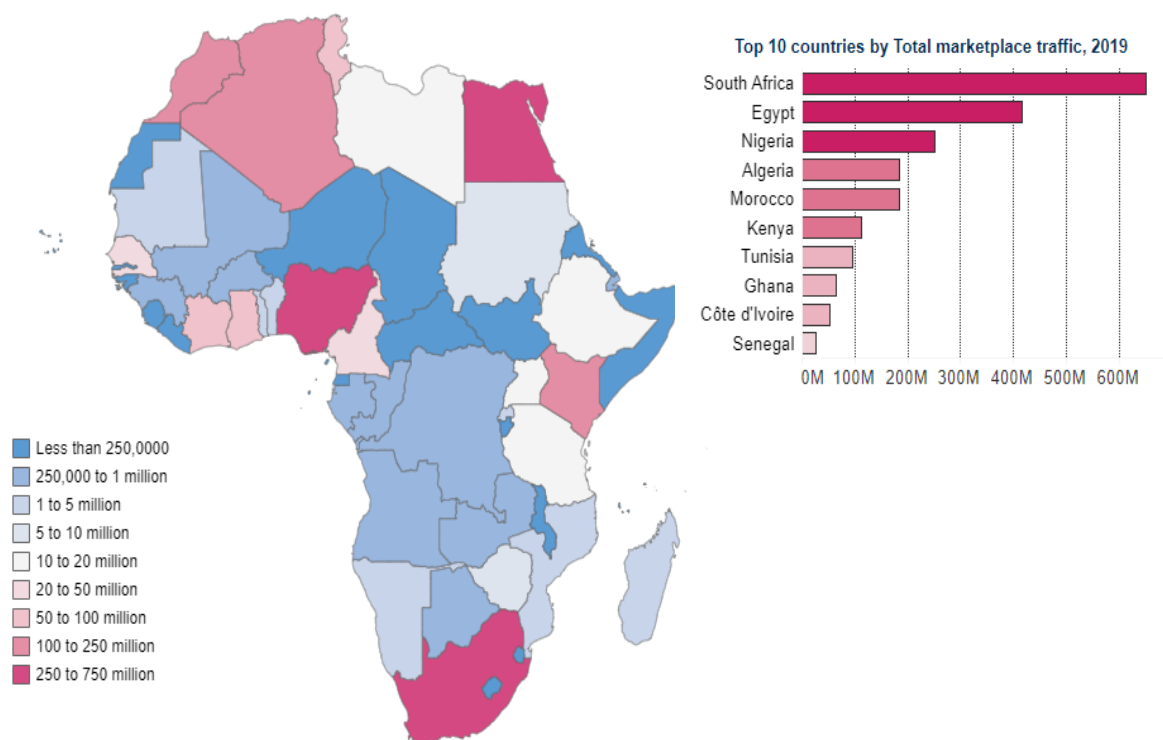 Top 10 countries by Total marketplace traffic, 2019
South Africa
Egypt
Nigeria
Algeria
Morocco
Kenya
Tunisia
Ghana
Côte d'Ivoire
Senegal
0M 100M 200M 300M 400M 500M 600M
Less than 250,0000
250,000 to 1 million
1 to 5 million
5 to 10 million
10 to 20 million
20 to 50 million
50 to 100 million
100 to 250 million
250 to 750 million